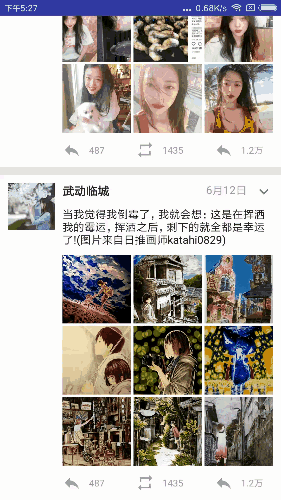 下午5:27
... 0.68K/s
487 1435 1.2万
武动临城 6月12日
当我觉得我倒霉了，我就会想：这是在挥洒
我的霉运，挥洒之后，剩下的就全都是幸运
了!(图片来自日推画师katahi0829)
487 1435 1.2万